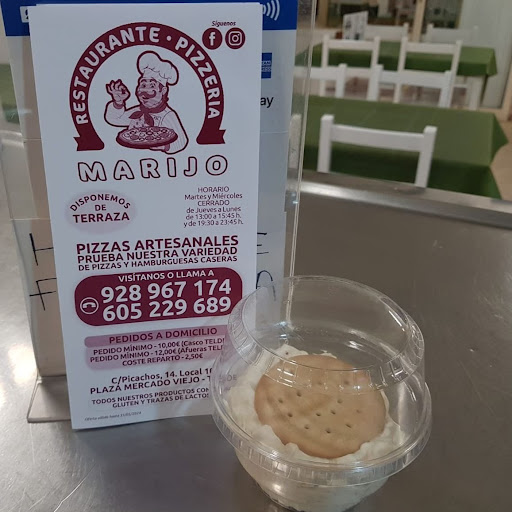 Síguenos
RESTAURANTE · PIZZERIA
MARIJO
DISPONEMOS
DE
TERRAZA
HORARIO
Martes y Miércoles
CERRADO
de Jueves a Lunes
de 13:00 a 15:45 h.
y de 19:30 a 23:45 h.
PIZZAS ARTESANALES
PRUEBA NUESTRA VARIEDAD
DE PIZZAS Y HAMBURGUESAS CASERAS
VISÍTANOS O LLAMA A
928 967 174
605 229 689
PEDIDOS A DOMICILIO
PEDIDO MÍNIMO - 10,00€ (Casco TELDE)
PEDIDO MÍNIMO - 12,00€ (Afueras TEL
COSTE REPARTO - 2,50€
C/Picachos, 14. Local 10
PLAZA MERCADO VIEJO - T
TODOS NUESTROS PRODUCTOS CON
GLUTEN Y TRAZAS DE LACTOS